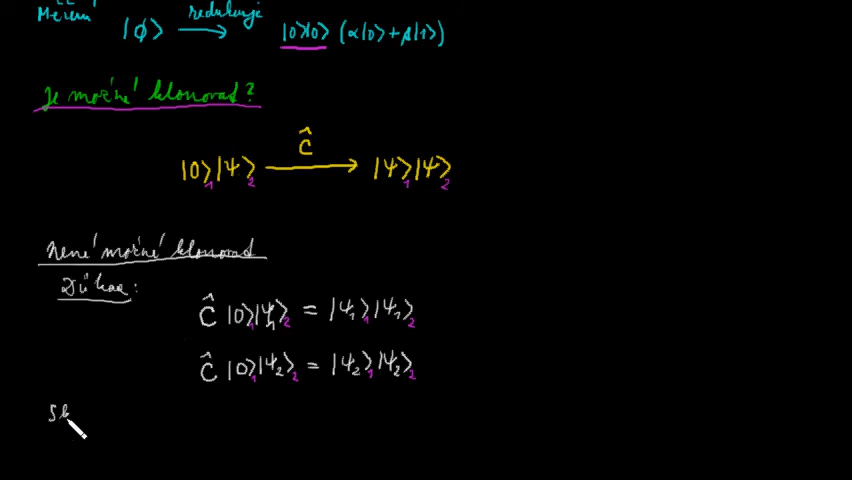 Měření
|ϕ⟩ → redukuje |0⟩|0⟩ (α|0⟩+β|1⟩)
Je možné klonovat?
|0⟩₁|ψ⟩₂ →Ĉ |ψ⟩₁|ψ⟩₂
Není možné klonovat
Důkaz:
Ĉ|0⟩₁|ψ₁⟩₂ = |ψ₁⟩₁|ψ₁⟩₂
Ĉ|0⟩₁|ψ₂⟩₂ = |ψ₂⟩₁|ψ₂⟩₂